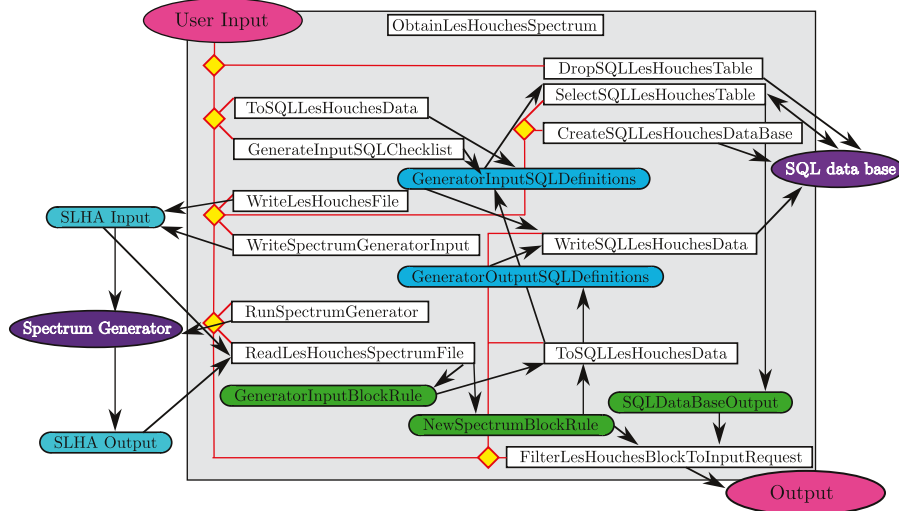 User Input
ObtainLesHouchesSpectrum
DropSQLLesHouchesTable
SelectSQLLesHouchesTable
ToSQLLesHouchesData
CreateSQLLesHouchesDataBase
GenerateInputSQLChecklist
SQL data base
GeneratorInputSQLDefinitions
WriteLesHouchesFile
SLHA Input
WriteSpectrumGeneratorInput
WriteSQLLesHouchesData
GeneratorOutputSQLDefinitions
RunSpectrumGenerator
Spectrum Generator
ReadLesHouchesSpectrumFile
ToSQLLesHouchesData
GeneratorInputBlockRule
SQLDataBaseOutput
NewSpectrumBlockRule
SLHA Output
FilterLesHouchesBlockToInputRequest
Output